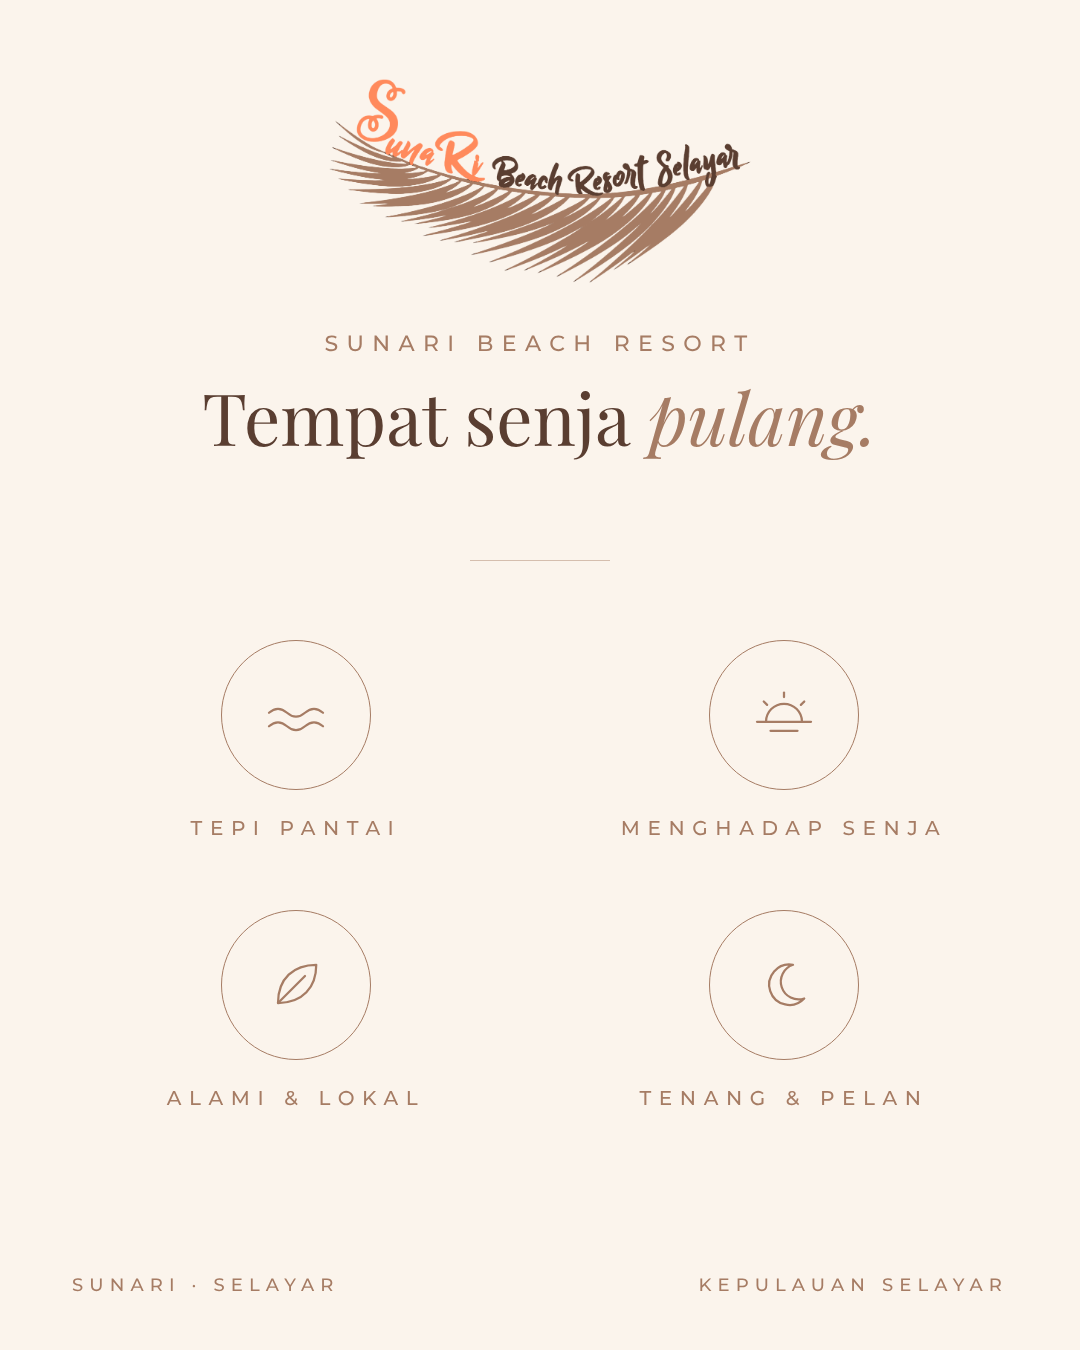 SunaRi Beach Resort Selayar
SUNARI BEACH RESORT
Tempat senja pulang.
TEPI PANTAI
MENGHADAP SENJA
ALAMI & LOKAL
TENANG & PELAN
SUNARI · SELAYAR
KEPULAUAN SELAYAR